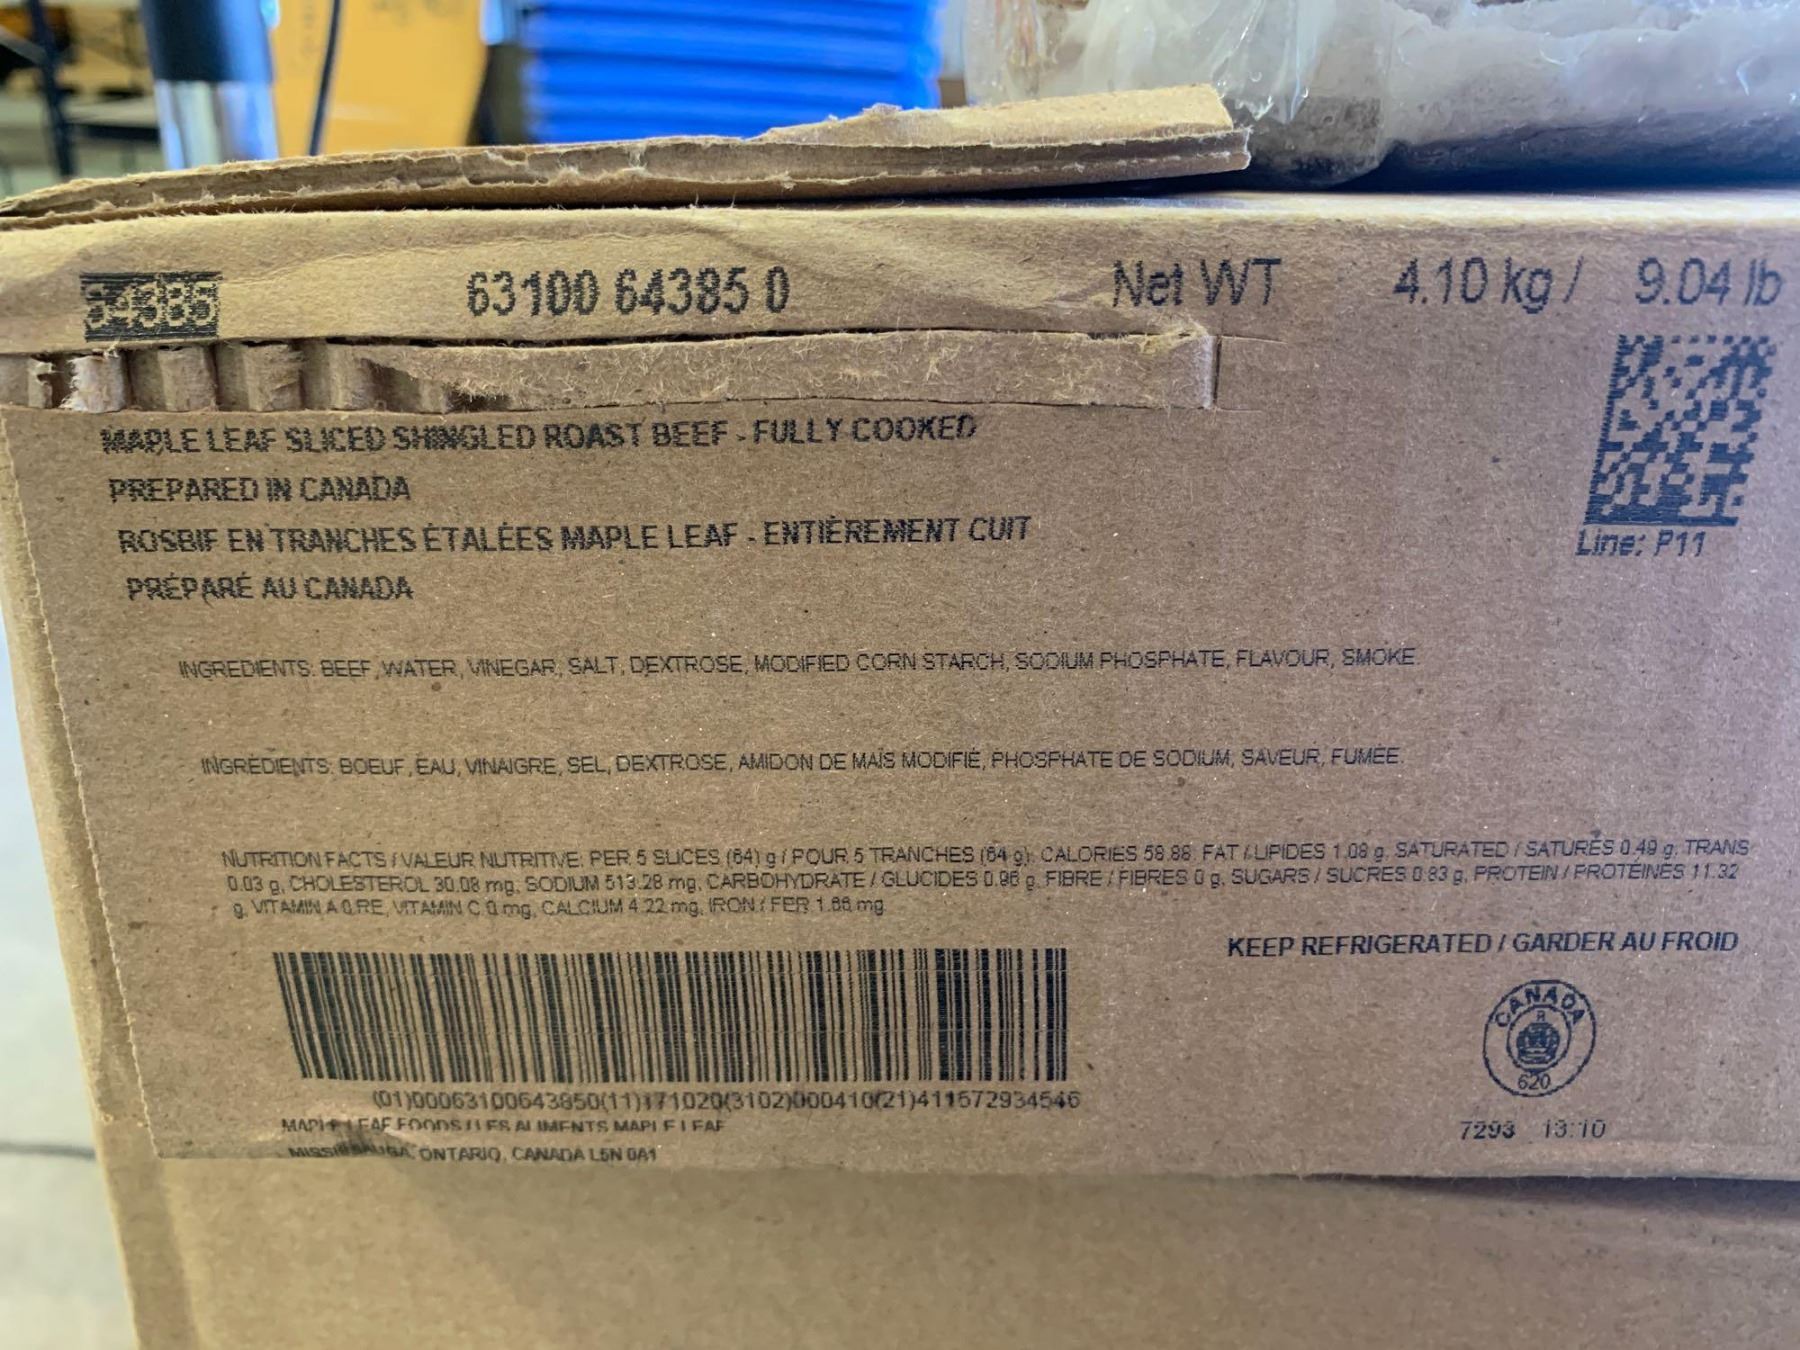 64385
63100 64385 0
Net WT 4.10 kg / 9.04 lb
MAPLE LEAF SLICED SHINGLED ROAST BEEF - FULLY COOKED
PREPARED IN CANADA
ROSBIF EN TRANCHES ÉTALÉES MAPLE LEAF - ENTIÈREMENT CUIT
PRÉPARÉ AU CANADA
Line: P11
INGREDIENTS: BEEF, WATER, VINEGAR, SALT, DEXTROSE, MODIFIED CORN STARCH, SODIUM PHOSPHATE, FLAVOUR, SMOKE.
INGRÉDIENTS: BOEUF, EAU, VINAIGRE, SEL, DEXTROSE, AMIDON DE MAÏS MODIFIÉ, PHOSPHATE DE SODIUM, SAVEUR, FUMÉE.
NUTRITION FACTS / VALEUR NUTRITIVE: PER 5 SLICES (64) g / POUR 5 TRANCHES (64 g): CALORIES 58.88. FAT / LIPIDES 1.08 g, SATURATED / SATURÉS 0.49 g, TRANS
0.03 g, CHOLESTEROL 30.08 mg, SODIUM 513.28 mg, CARBOHYDRATE / GLUCIDES 0.96 g, FIBRE / FIBRES 0 g, SUGARS / SUCRES 0.83 g, PROTEIN / PROTÉINES 11.32
g, VITAMIN A 0 RE, VITAMIN C 0 mg, CALCIUM 4.22 mg, IRON / FER 1.66 mg
KEEP REFRIGERATED / GARDER AU FROID
CANADA
R
620
(01)00063100643850(11)171020(3102)000410(21)411572934546
MAPLE LEAF FOODS / LES ALIMENTS MAPLE LEAF
MISSISSAUGA, ONTARIO, CANADA L5N 0A1
7293 13:10